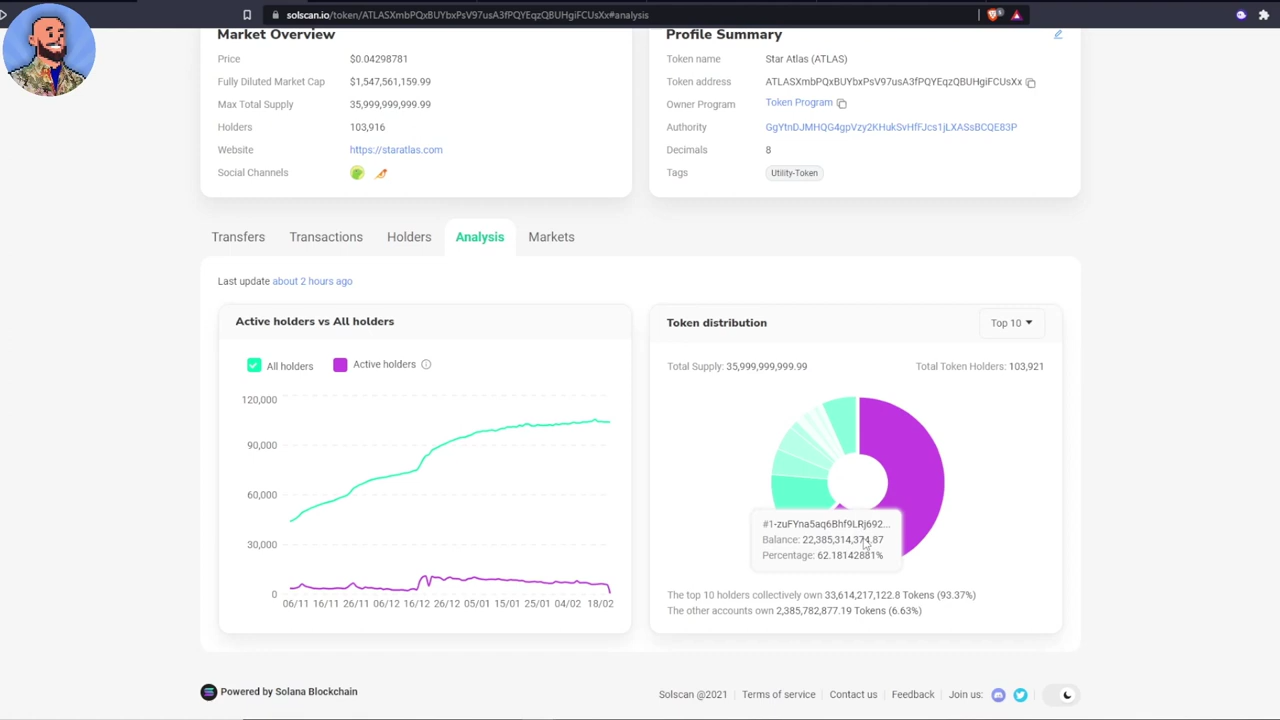 solscan.io/token/ATLASXmbPQxBUYbxPsV97usA3fPQYEqzQBUHgiFCUsXx#analysis
Market Overview
Price $0.04298781
Fully Diluted Market Cap $1,547,561,159.99
Max Total Supply 35,999,999,999.99
Holders 103,916
Website https://staratlas.com
Social Channels
Profile Summary
Token name Star Atlas (ATLAS)
Token address ATLASXmbPQxBUYbxPsV97usA3fPQYEqzQBUHgiFCUsXx
Owner Program Token Program
Authority GgYtnDJMHQG4gpVzy2KHukSvHfFJcs1jLXASsBCQE83P
Decimals 8
Tags Utility-Token
Transfers Transactions Holders Analysis Markets
Last update about 2 hours ago
Active holders vs All holders
All holders Active holders
120,000
90,000
60,000
30,000
0
06/11 16/11 26/11 06/12 16/12 26/12 05/01 15/01 25/01 04/02 18/02
Token distribution Top 10
Total Supply: 35,999,999,999.99 Total Token Holders: 103,921
#1-zuFYna5aq6Bhf9LRj692...
Balance: 22,385,314,374.87
Percentage: 62.18142881%
The top 10 holders collectively own 33,614,217,122.8 Tokens (93.37%)
The other accounts own 2,385,782,877.19 Tokens (6.63%)
Powered by Solana Blockchain
Solscan @2021 Terms of service Contact us Feedback Join us: